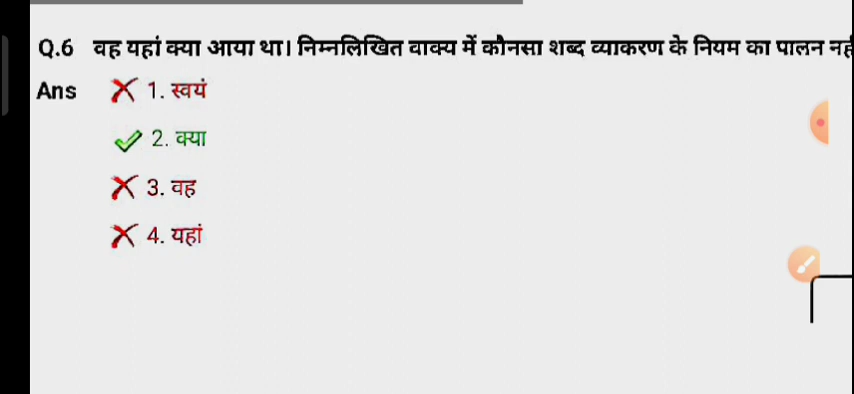 Q.6 वह यहां क्या आया था। निम्नलिखित वाक्य में कौनसा शब्द व्याकरण के नियम का पालन
Ans 1. स्वयं
2. क्या
3. वह
4. यहां